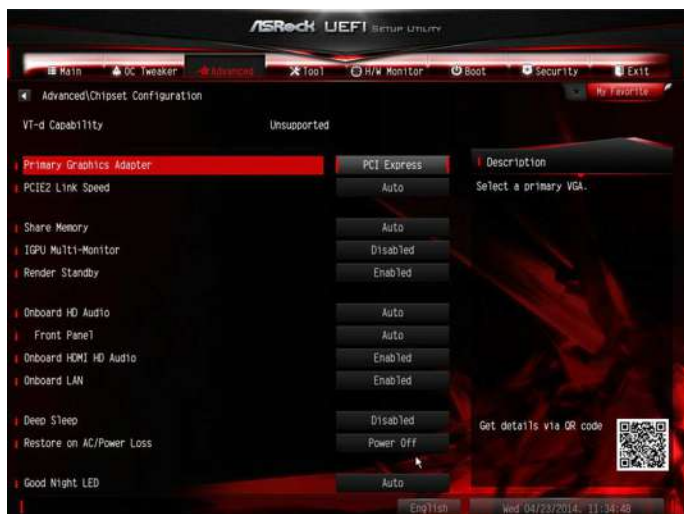 ASRock UEFI SETUP UTILITY
Main OC Tweaker Advanced Tool H/W Monitor Boot Security Exit
Advanced\Chipset Configuration My Favorite
VT-d Capability Unsupported
Primary Graphics Adapter PCI Express
Description
PCIE2 Link Speed Auto
Select a primary VGA.
Share Memory Auto
IGPU Multi-Monitor Disabled
Render Standby Enabled
Onboard HD Audio Auto
Front Panel Auto
Onboard HDMI HD Audio Enabled
Onboard LAN Enabled
Deep Sleep Disabled
Get details via QR code
Restore on AC/Power Loss Power Off
Good Night LED Auto
English Wed 04/23/2014, 11:34:48